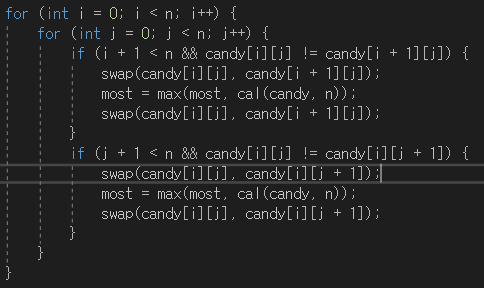 for (int i = 0; i < n; i++) {
    for (int j = 0; j < n; j++) {
        if (i + 1 < n && candy[i][j] != candy[i + 1][j]) {
            swap(candy[i][j], candy[i + 1][j]);
            most = max(most, cal(candy, n));
            swap(candy[i][j], candy[i + 1][j]);
        }
        if (j + 1 < n && candy[i][j] != candy[i][j + 1]) {
            swap(candy[i][j], candy[i][j + 1]);
            most = max(most, cal(candy, n));
            swap(candy[i][j], candy[i][j + 1]);
        }
    }
}